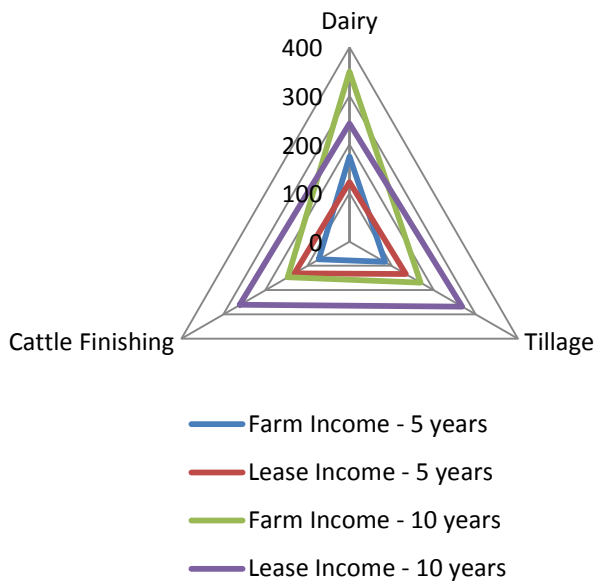 Dairy
400
300
200
100
0
Cattle Finishing
Tillage
Farm Income - 5 years
Lease Income - 5 years
Farm Income - 10 years
Lease Income - 10 years